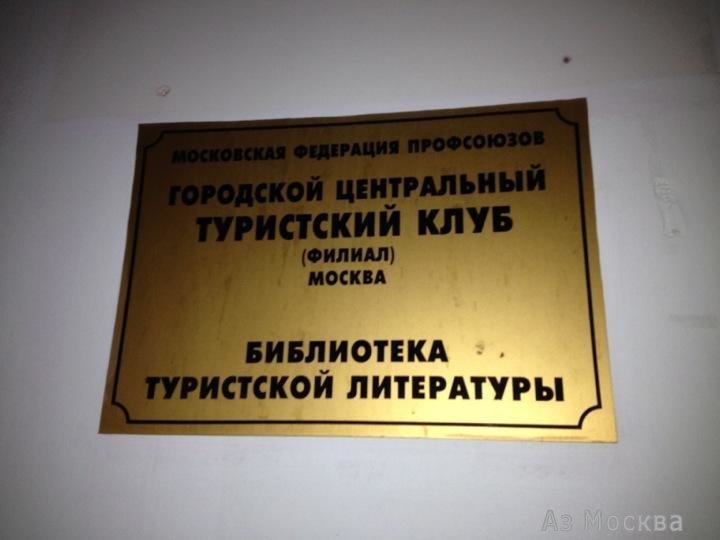 МОСКОВСКАЯ ФЕДЕРАЦИЯ ПРОФСОЮЗОВ
ГОРОДСКОЙ ЦЕНТРАЛЬНЫЙ
ТУРИСТСКИЙ КЛУБ
(ФИЛИАЛ)
МОСКВА
БИБЛИОТЕКА
ТУРИСТСКОЙ ЛИТЕРАТУРЫ
Аз Москва